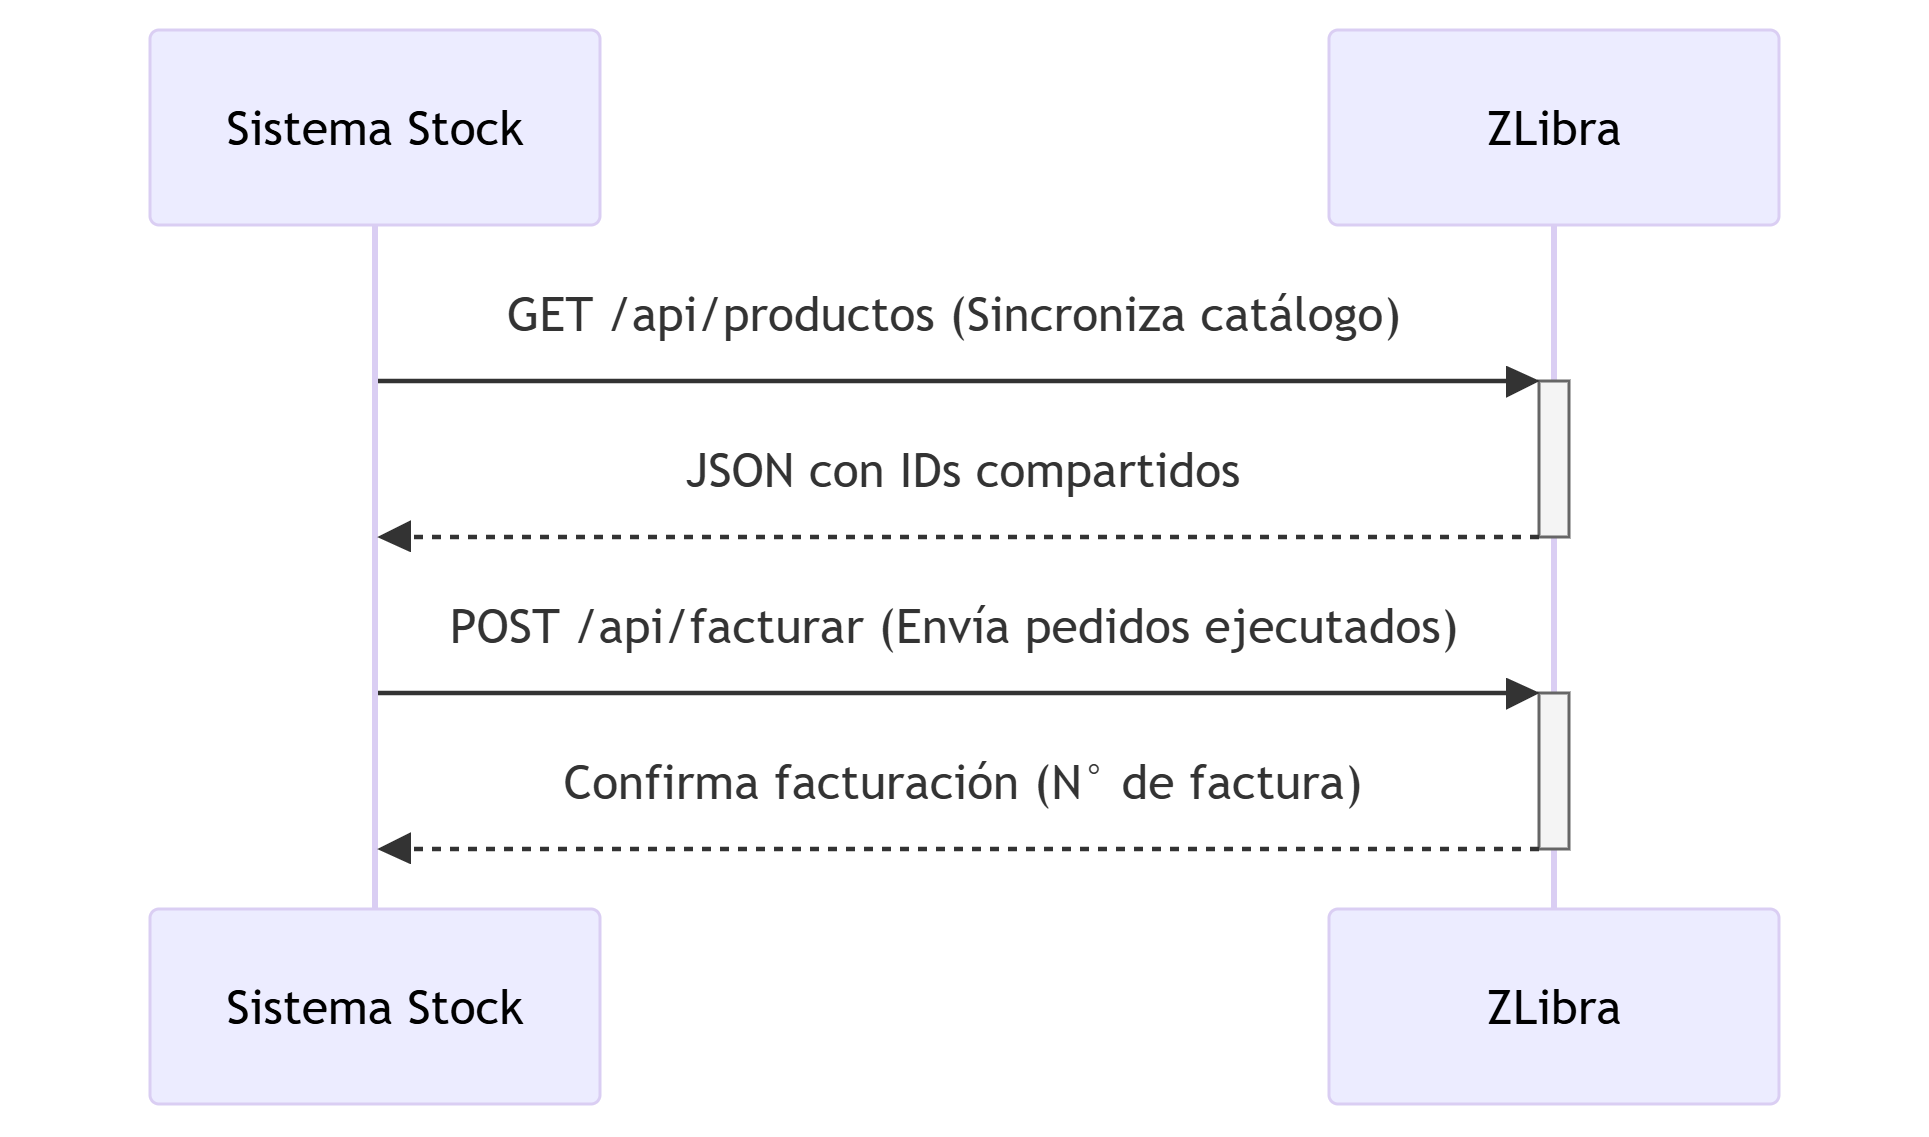 Sistema Stock
ZLibra
GET /api/productos (Sincroniza catálogo)
JSON con IDs compartidos
POST /api/facturar (Envía pedidos ejecutados)
Confirma facturación (N° de factura)
Sistema Stock
ZLibra